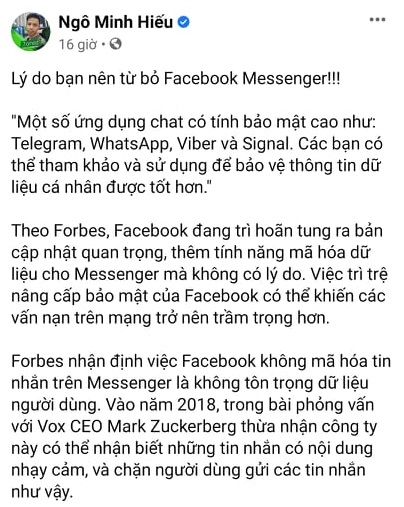 Ngô Minh Hiếu
16 giờ ·
Lý do bạn nên từ bỏ Facebook Messenger!!!
"Một số ứng dụng chat có tính bảo mật cao như:
Telegram, WhatsApp, Viber và Signal. Các bạn có
thể tham khảo và sử dụng để bảo vệ thông tin dữ
liệu cá nhân được tốt hơn."
Theo Forbes, Facebook đang trì hoãn tung ra bản
cập nhật quan trọng, thêm tính năng mã hóa dữ
liệu cho Messenger mà không có lý do. Việc trì trệ
nâng cấp bảo mật của Facebook có thể khiến các
vấn nạn trên mạng trở nên trầm trọng hơn.
Forbes nhận định việc Facebook không mã hóa tin
nhắn trên Messenger là không tôn trọng dữ liệu
người dùng. Vào năm 2018, trong bài phỏng vấn
với Vox CEO Mark Zuckerberg thừa nhận công ty
này có thể nhận biết những tin nhắn có nội dung
nhạy cảm, và chặn người dùng gửi các tin nhắn
như vậy.